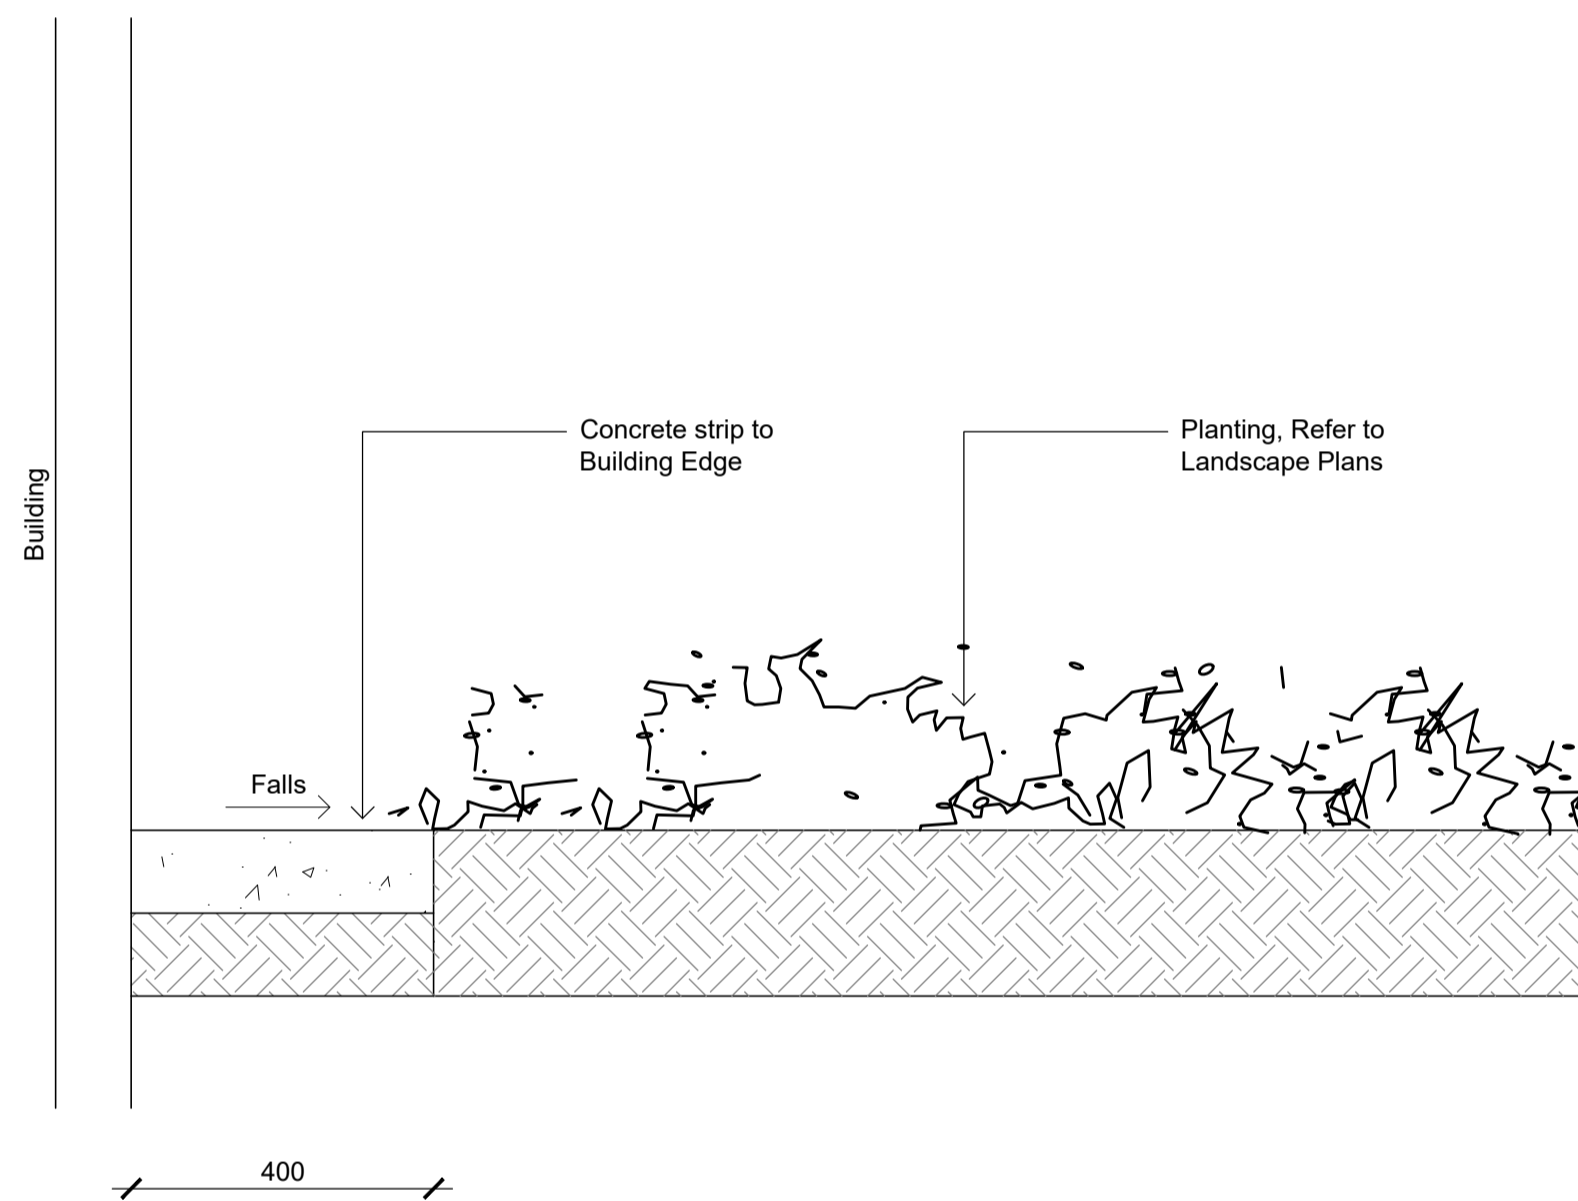 Concrete strip to
Building Edge
Planting, Refer to
Landscape Plans
Building
Falls
400